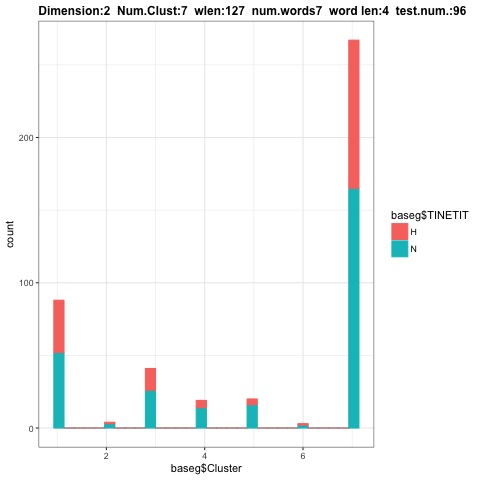 Dimension:2 Num.Clust:7 wlen:127 num.words7 word len:4 test.num.:96
200
100
0
count
2 4 6
baseg$Cluster
baseg$TINETIT
H
N